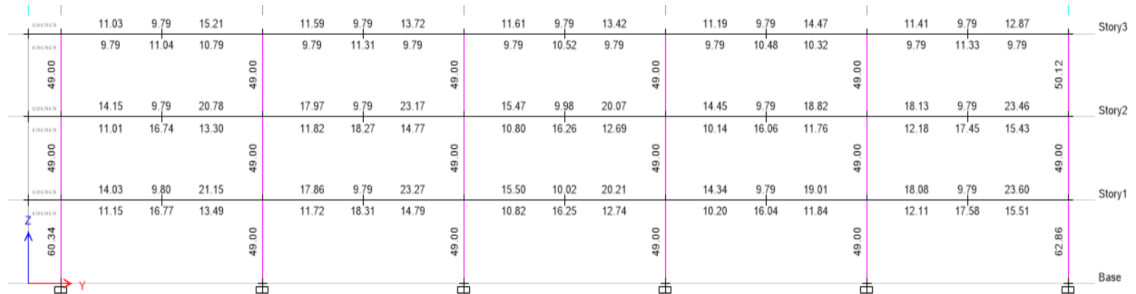 11.03 9.79 15.21 11.59 9.79 13.72 11.61 9.79 13.42 11.19 9.79 14.47 11.41 9.79 12.87
Story3
9.79 11.04 10.79 9.79 11.31 9.79 9.79 10.52 9.79 9.79 10.48 10.32 9.79 11.33 9.79
49.00 49.00 49.00 49.00 49.00 50.12
14.15 9.79 20.78 17.97 9.79 23.17 15.47 9.98 20.07 14.45 9.79 18.82 18.13 9.79 23.46
Story2
11.01 16.74 13.30 11.82 18.27 14.77 10.80 16.26 12.69 10.14 16.06 11.76 12.18 17.45 15.43
49.00 49.00 49.00 49.00 49.00 49.00
14.03 9.80 21.15 17.86 9.79 23.27 15.50 10.02 20.21 14.34 9.79 19.01 18.08 9.79 23.60
Story1
11.15 16.77 13.49 11.72 18.31 14.79 10.82 16.25 12.74 10.20 16.04 11.84 12.11 17.58 15.51
Z
60.34 49.00 49.00 49.00 49.00 62.86
Base
Y